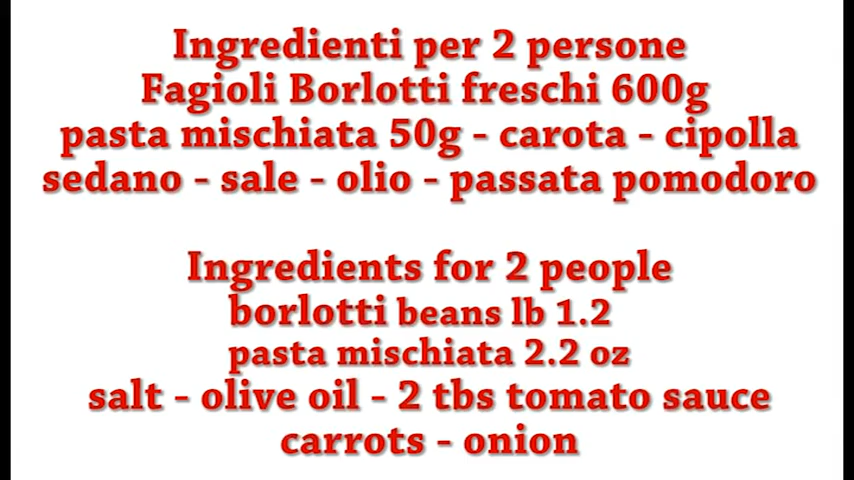 Ingredienti per 2 persone
Fagioli Borlotti freschi 600g
pasta mischiata 50g - carota - cipolla
sedano - sale - olio - passata pomodoro
Ingredients for 2 people
borlotti beans lb 1.2
pasta mischiata 2.2 oz
salt - olive oil - 2 tbs tomato sauce
carrots - onion